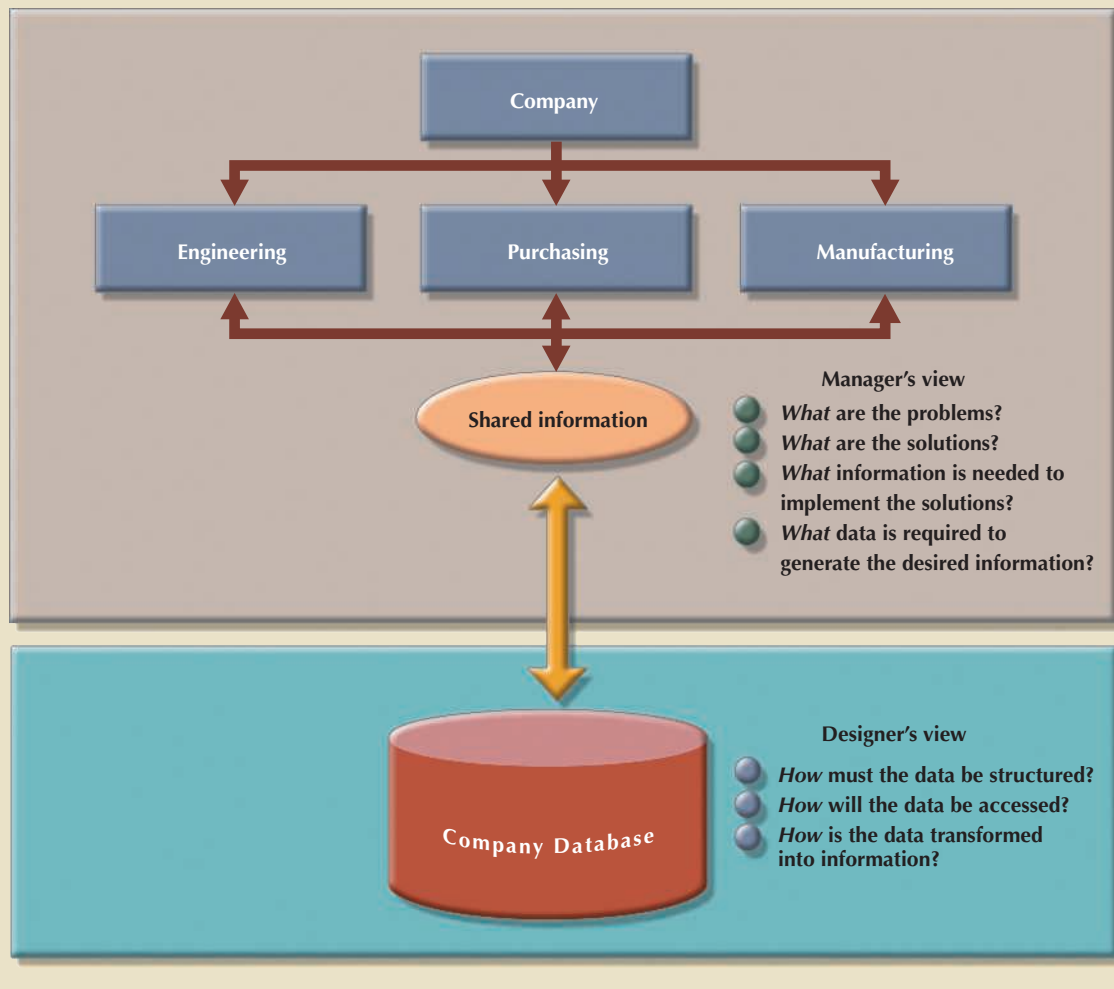 Company
Engineering
Purchasing
Manufacturing
Shared information
Manager’s view
What are the problems?
What are the solutions?
What information is needed to
implement the solutions?
What data is required to
generate the desired information?
Designer’s view
How must the data be structured?
How will the data be accessed?
How is the data transformed
into information?
Company Database